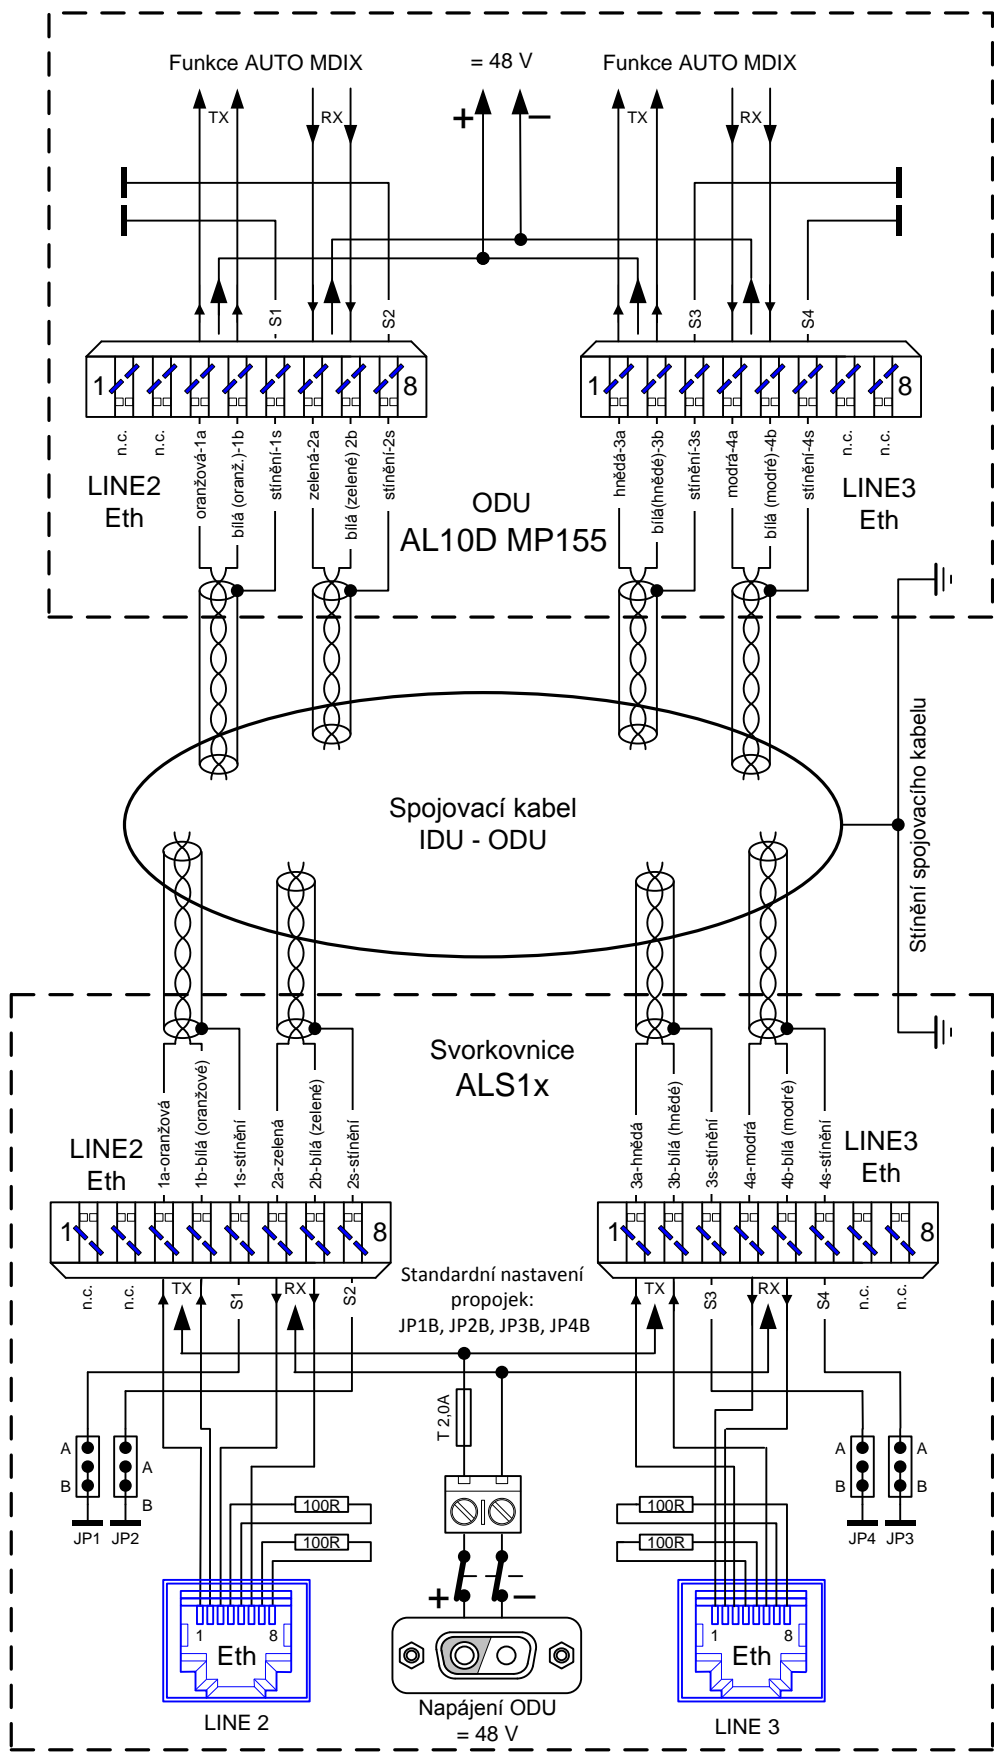 Funkce AUTO MDIX
= 48 V
Funkce AUTO MDIX
TX
RX
+
−
TX
RX
S1
S2
S3
S4
1
8
1
8
n.c.
n.c.
oranžová-1a
bílá (oranž.)-1b
stínění-1s
zelená-2a
bílá (zelené) 2b
stínění-2s
hnědá-3a
bílá(hnědé)-3b
stínění-3s
modrá-4a
bílá (modré)-4b
stínění-4s
n.c.
n.c.
LINE2
Eth
ODU
AL10D MP155
LINE3
Eth
Spojovací kabel
IDU - ODU
Stínění spojovacího kabelu
Svorkovnice
ALS1x
LINE2
Eth
LINE3
Eth
1a-oranžová
1b-bílá (oranžové)
1s-stínění
2a-zelená
2b-bílá (zelené)
2s-stínění
3a-hnědá
3b-bílá (hnědé)
3s-stínění
4a-modrá
4b-bílá (modré)
4s-stínění
1
8
1
8
n.c.
n.c.
TX
S1
RX
S2
Standardní nastavení
propojek:
JP1B, JP2B, JP3B, JP4B
TX
S3
RX
S4
n.c.
n.c.
T 2,0A
A
B
A
B
JP1
JP2
A
B
A
B
JP4
JP3
100R
100R
100R
100R
+
−
1
8
Eth
LINE 2
1
8
Eth
LINE 3
Napájení ODU
= 48 V